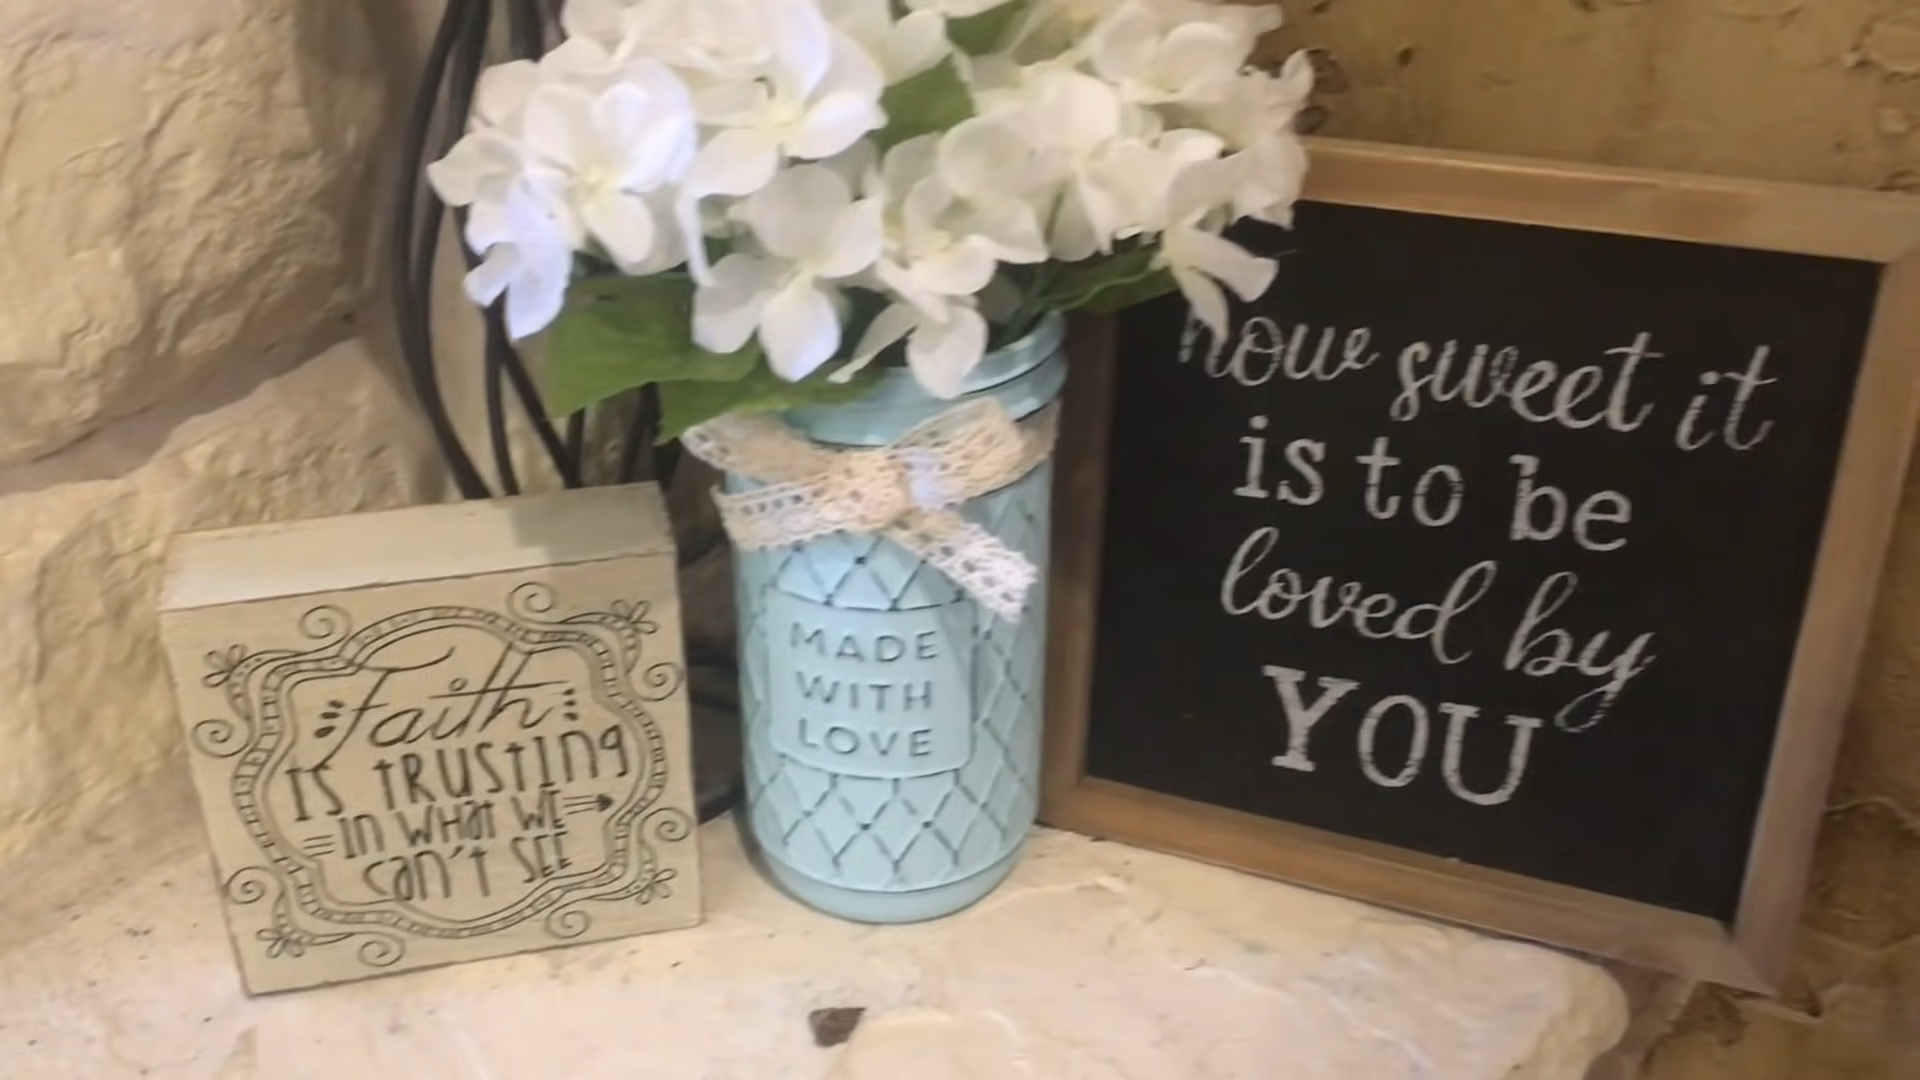 Faith
IS TRUSTING
IN WHAT WE
CAN'T SEE
MADE
WITH
LOVE
how sweet it
is to be
loved by
YOU